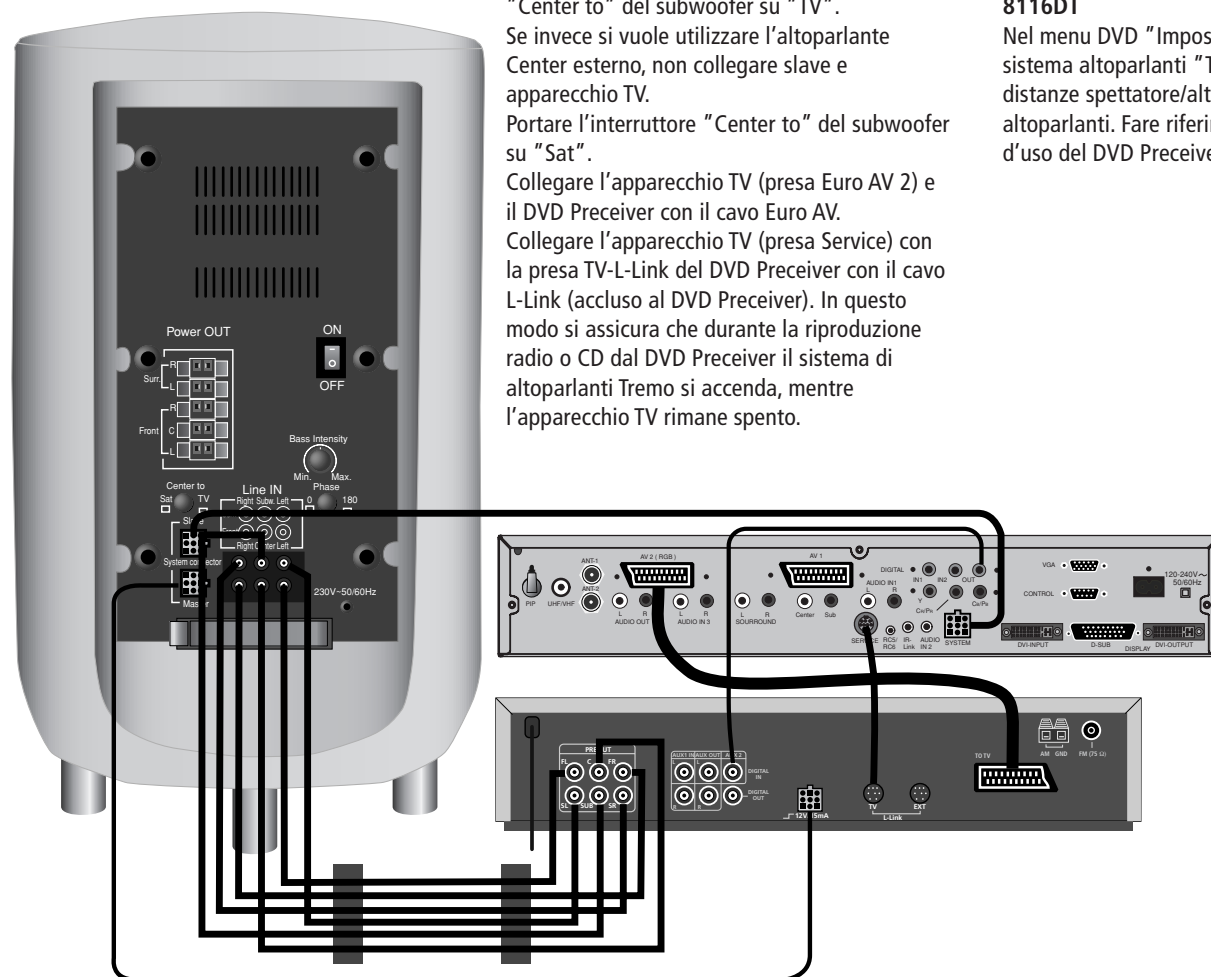 "Center to" del subwoofer su "TV".
Se invece si vuole utilizzare l'altoparlante
Center esterno, non collegare slave e
apparecchio TV.
Portare l'interruttore "Center to" del subwoofer
su "Sat".
Collegare l'apparecchio TV (presa Euro AV 2) e
il DVD Preceiver con il cavo Euro AV.
Collegare l'apparecchio TV (presa Service) con
la presa TV-L-Link del DVD Preceiver con il cavo
L-Link (accluso al DVD Preceiver). In questo
modo si assicura che durante la riproduzione
radio o CD dal DVD Preceiver il sistema di
altoparlanti Tremo si accenda, mentre
l'apparecchio TV rimane spento.
8116DT
Nel menu DVD "Impos
sistema altoparlanti "T
distanze spettatore/alt
altoparlanti. Fare riferi
d'uso del DVD Preceive
Power OUT
ON
OFF
Surr.
R
L
R
Front
C
L
Bass Intensity
Min. Max.
Phase
0 180
Center to
Sat TV
Line IN
Right Subw. Left
Right Center Left
Slave
System connector
Master
230V~50/60Hz
PIP
UHF/VHF
ANT-1
ANT-2
AV 2 ( RGB )
L R
AUDIO OUT
L R
AUDIO IN 3
AV 1
L R
SOURROUND
Center Sub
DIGITAL
IN1 IN2 OUT
AUDIO IN1
L R
Y
CR/PR
CB/PB
SERVICE
RC5/
RC6
IR-
Link
AUDIO
IN 2
SYSTEM
VGA
CONTROL
120-240V~
50/60Hz
DVI-INPUT
D-SUB
DISPLAY
DVI-OUTPUT
PRE OUT
FL C FR
SL SUB SR
AUX1 IN AUX OUT AUX 2
L L
R R
DIGITAL
IN
DIGITAL
OUT
12V/15mA
TV
EXT
L-Link
TO TV
AM GND
FM (75 Ω)